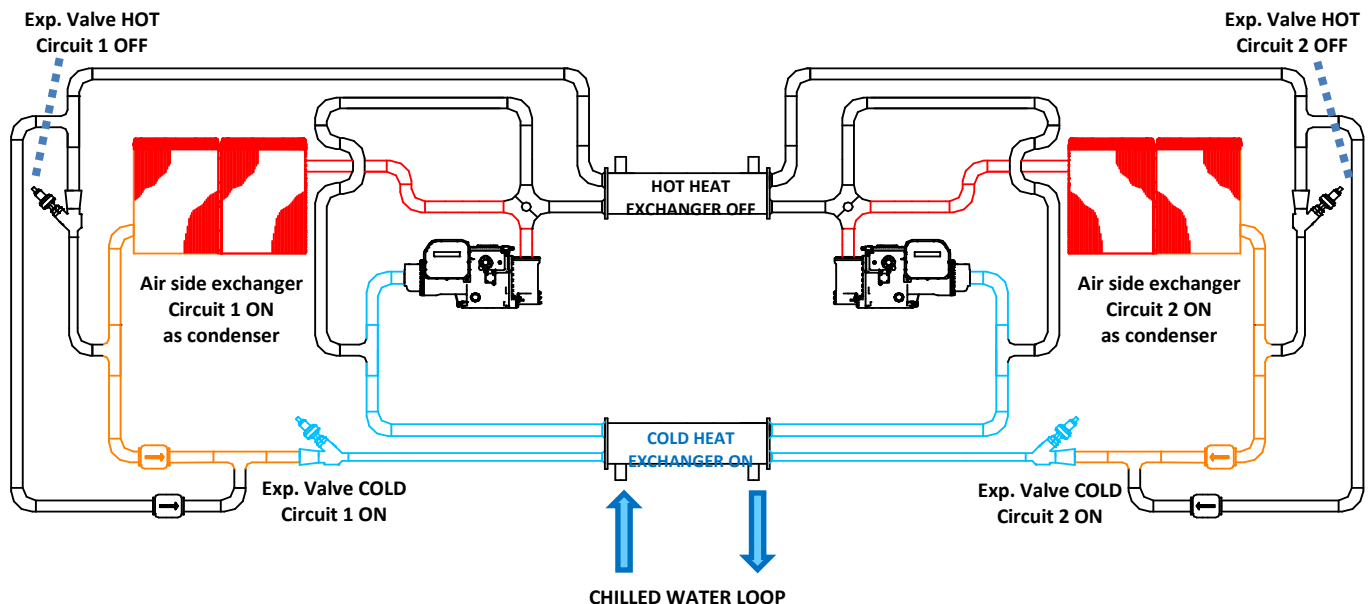 Exp. Valve HOT
Circuit 1 OFF
Exp. Valve HOT
Circuit 2 OFF
HOT HEAT
EXCHANGER OFF
Air side exchanger
Circuit 1 ON
as condenser
Air side exchanger
Circuit 2 ON
as condenser
COLD HEAT
EXCHANGER ON
Exp. Valve COLD
Circuit 1 ON
Exp. Valve COLD
Circuit 2 ON
CHILLED WATER LOOP